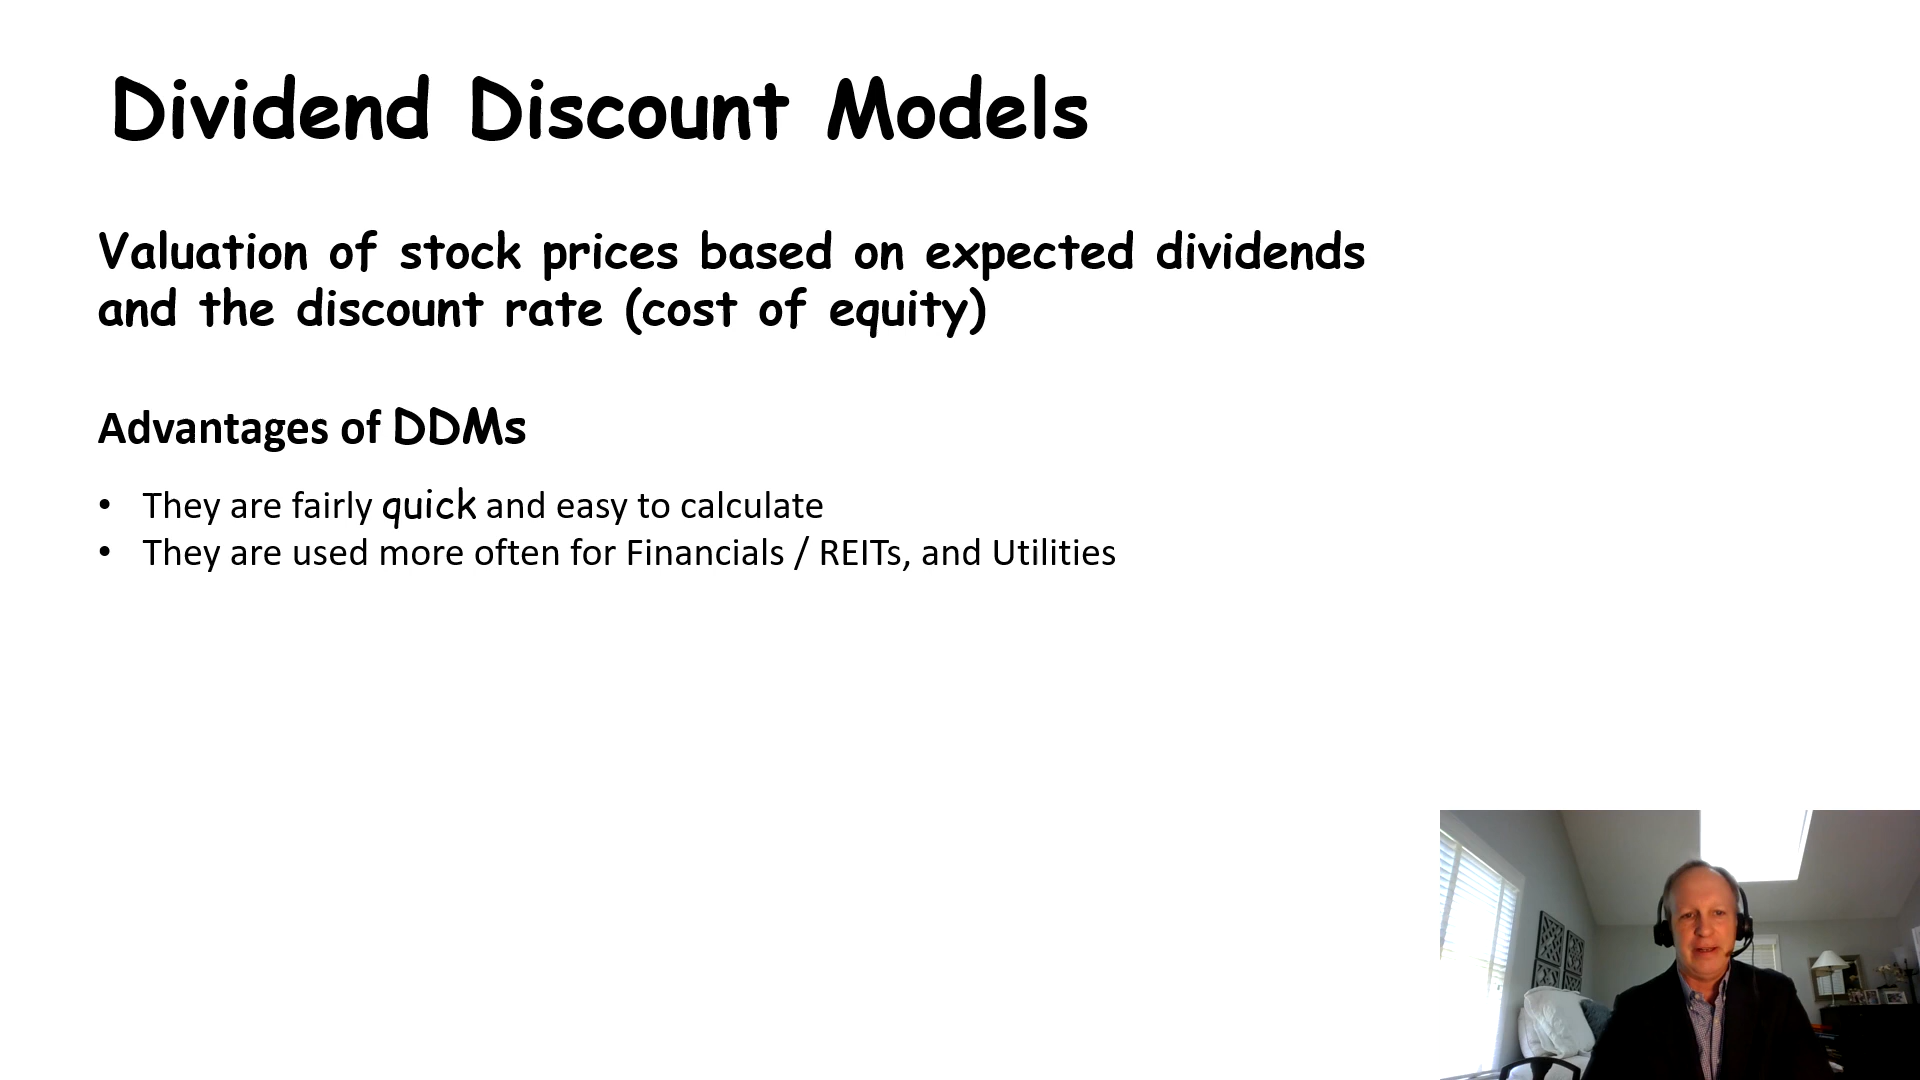 Dividend Discount Models
Valuation of stock prices based on expected dividends
and the discount rate (cost of equity)
Advantages of DDMs
• They are fairly quick and easy to calculate
• They are used more often for Financials / REITs, and Utilities